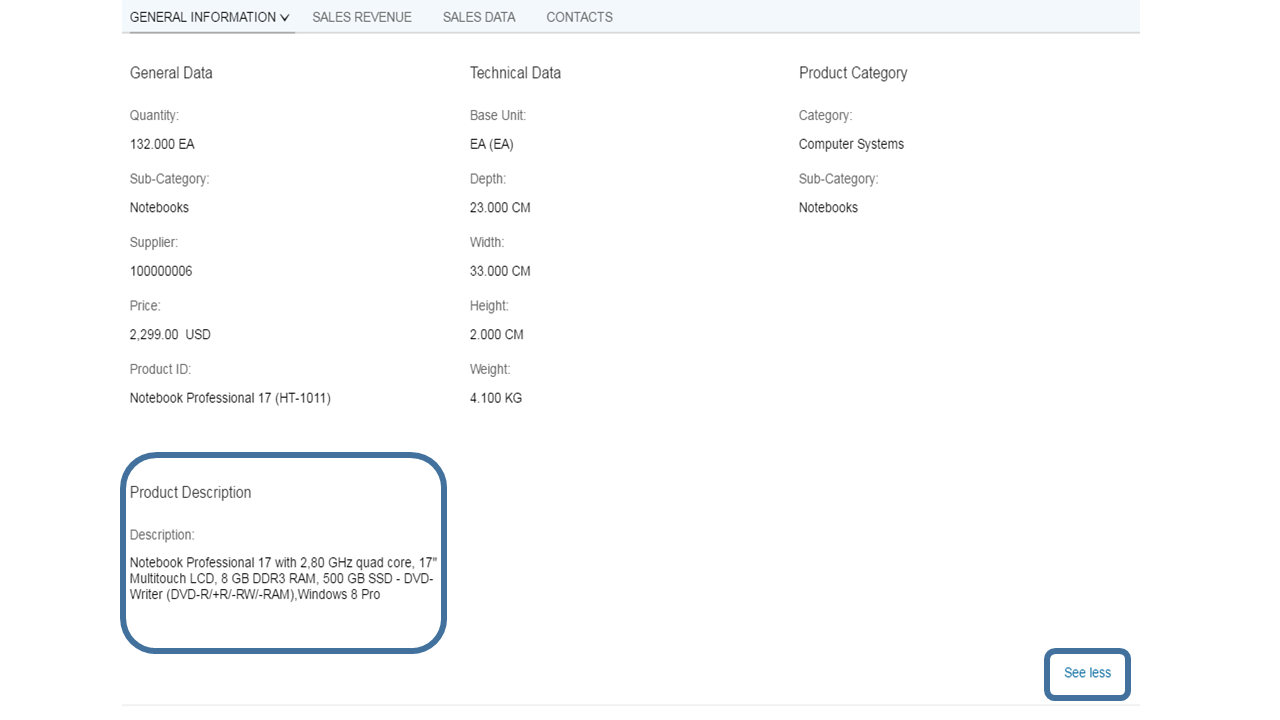 GENERAL INFORMATION
SALES REVENUE
SALES DATA
CONTACTS
General Data
Quantity:
132.000 EA
Sub-Category:
Notebooks
Supplier:
100000006
Price:
2,299.00  USD
Product ID:
Notebook Professional 17 (HT-1011)
Technical Data
Base Unit:
EA (EA)
Depth:
23.000 CM
Width:
33.000 CM
Height:
2.000 CM
Weight:
4.100 KG
Product Category
Category:
Computer Systems
Sub-Category:
Notebooks
Product Description
Description:
Notebook Professional 17 with 2,80 GHz quad core, 17"
Multitouch LCD, 8 GB DDR3 RAM, 500 GB SSD - DVD-
Writer (DVD-R/+R/-RW/-RAM),Windows 8 Pro
See less